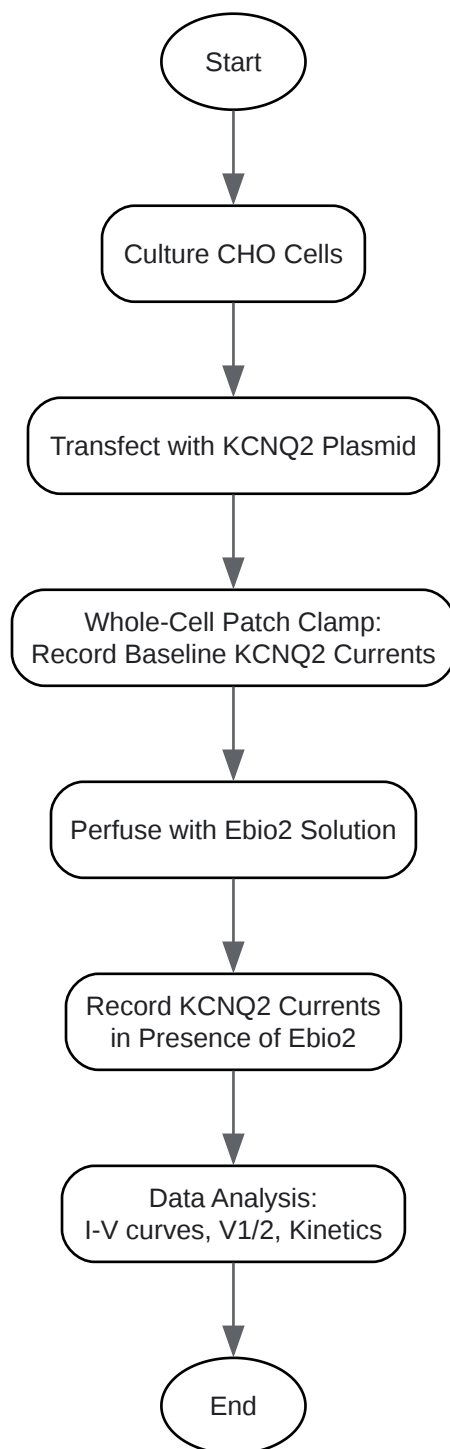 Start
Culture CHO Cells
Transfect with KCNQ2 Plasmid
Whole-Cell Patch Clamp:
Record Baseline KCNQ2 Currents
Perfuse with Ebio2 Solution
Record KCNQ2 Currents
in Presence of Ebio2
Data Analysis:
I-V curves, V1/2, Kinetics
End